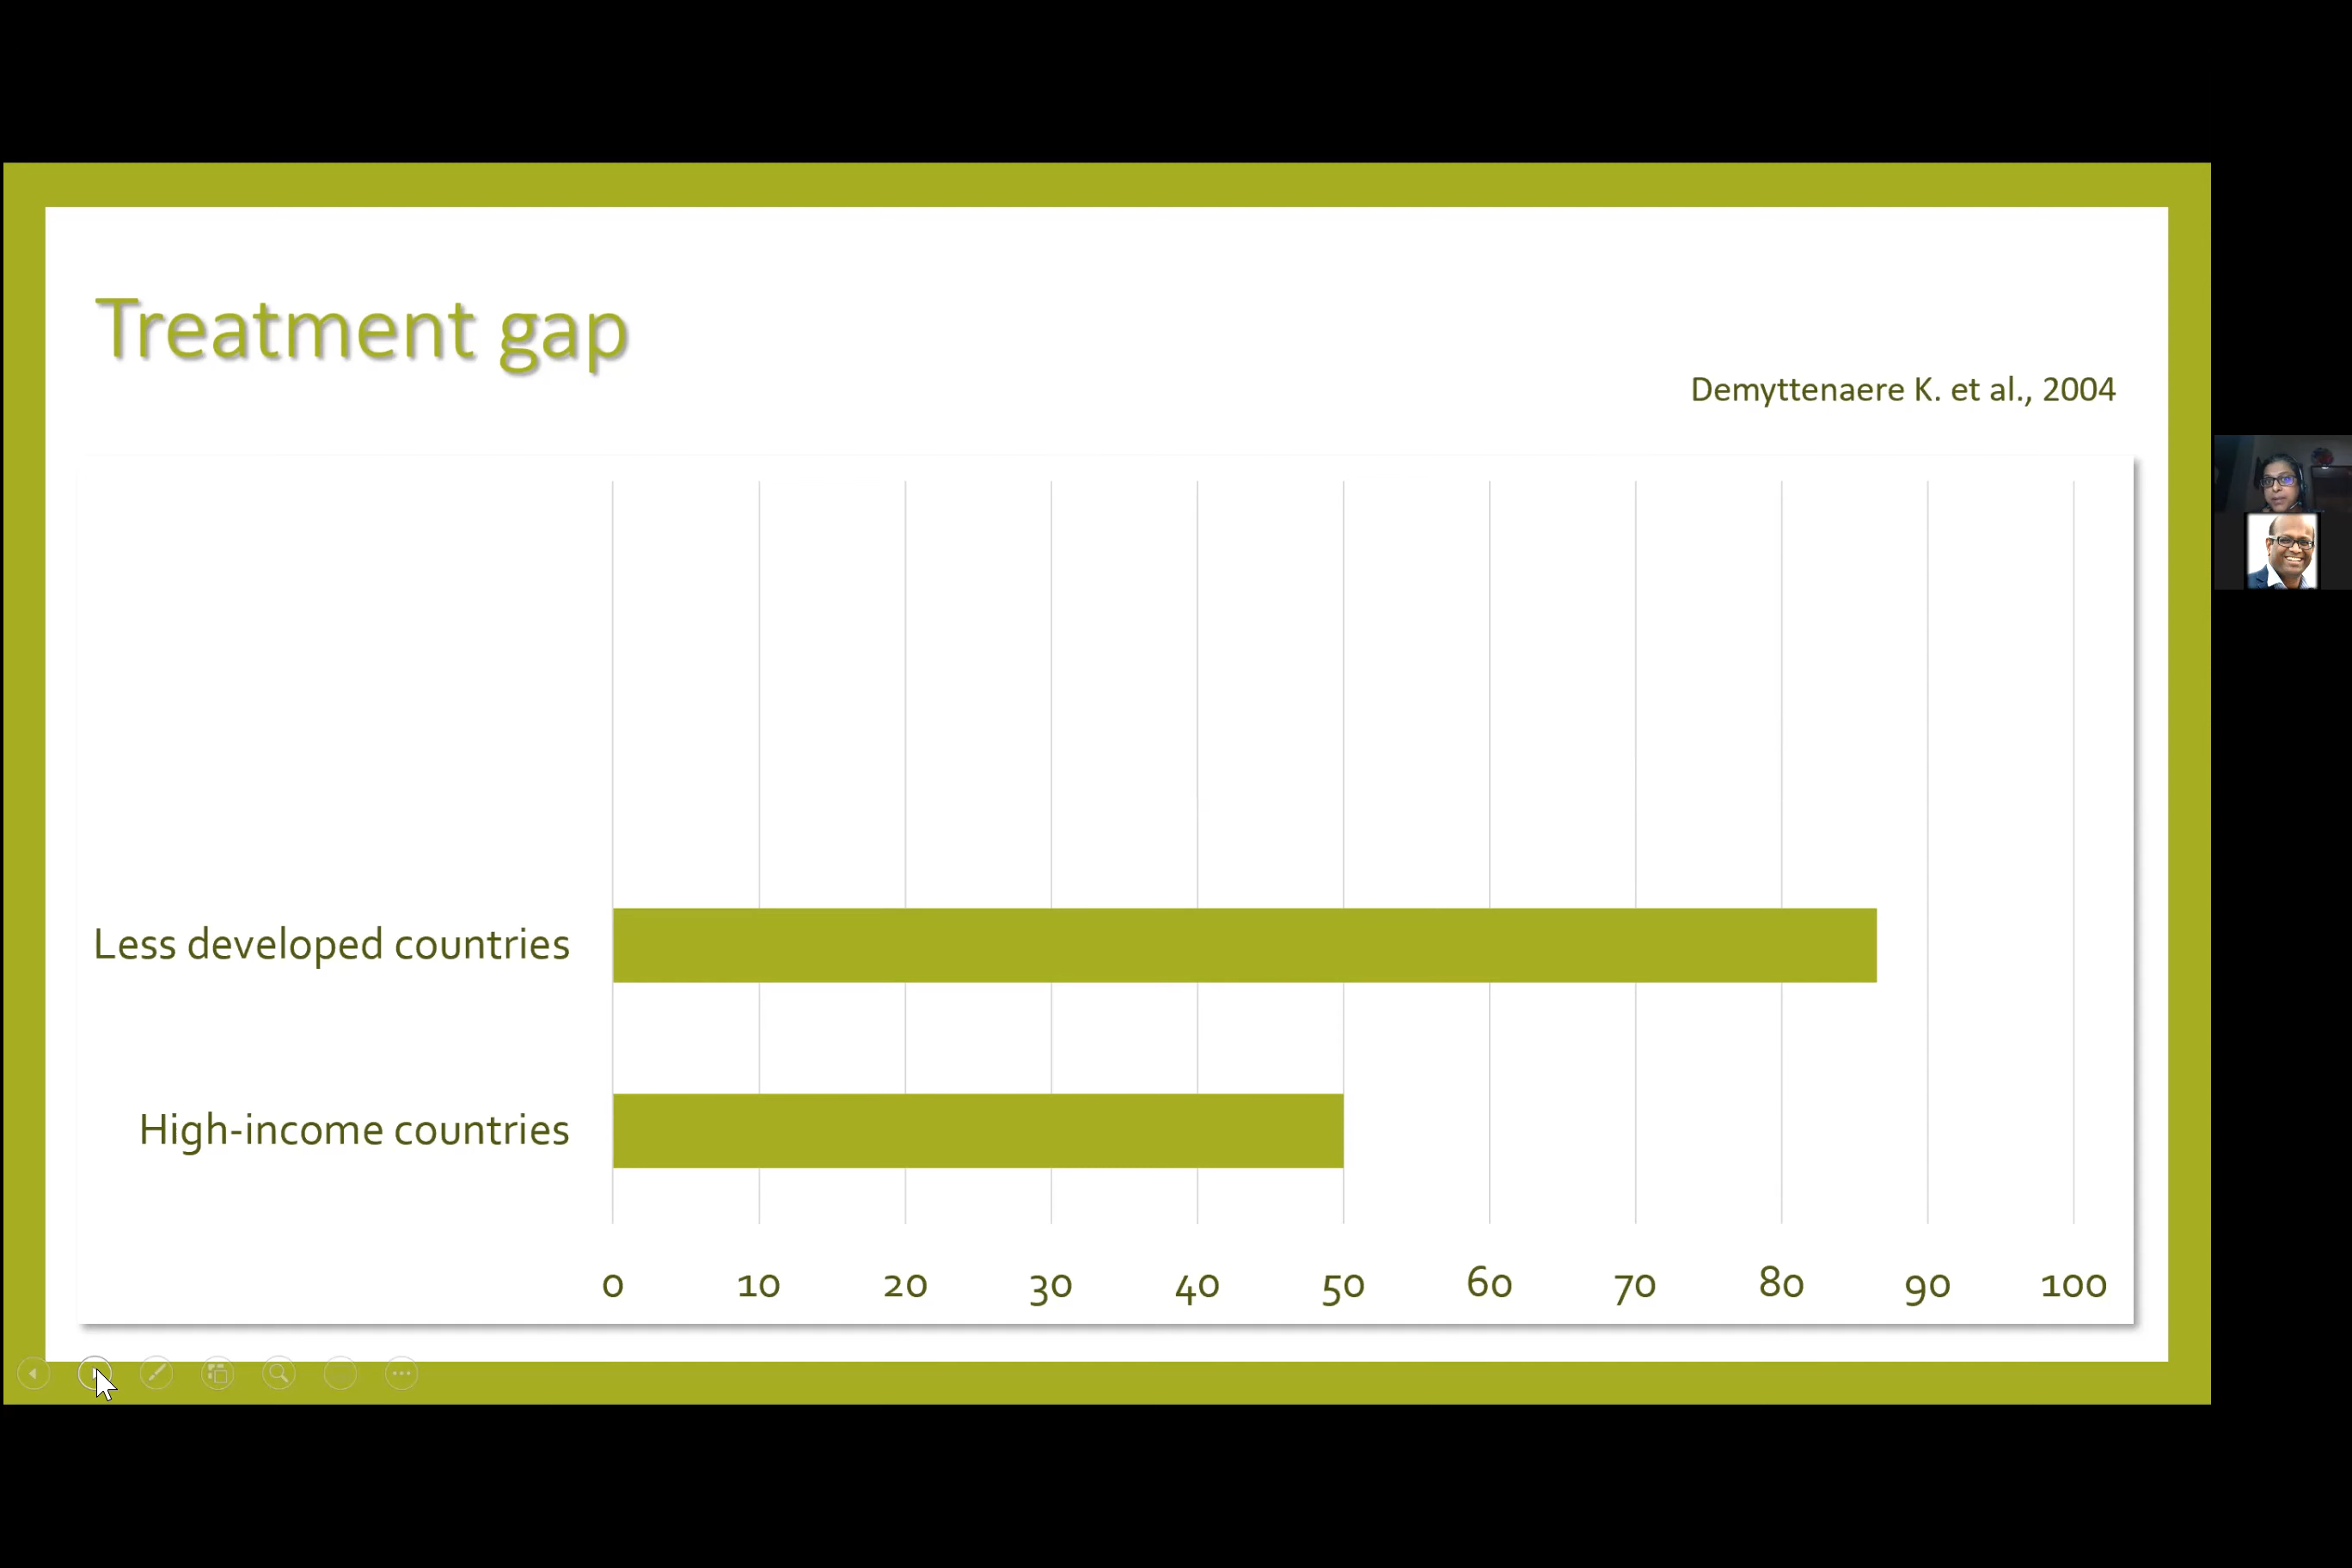 Treatment gap
Demyttenaere K. et al., 2004
Less developed countries
High-income countries
0 10 20 30 40 50 60 70 80 90 100